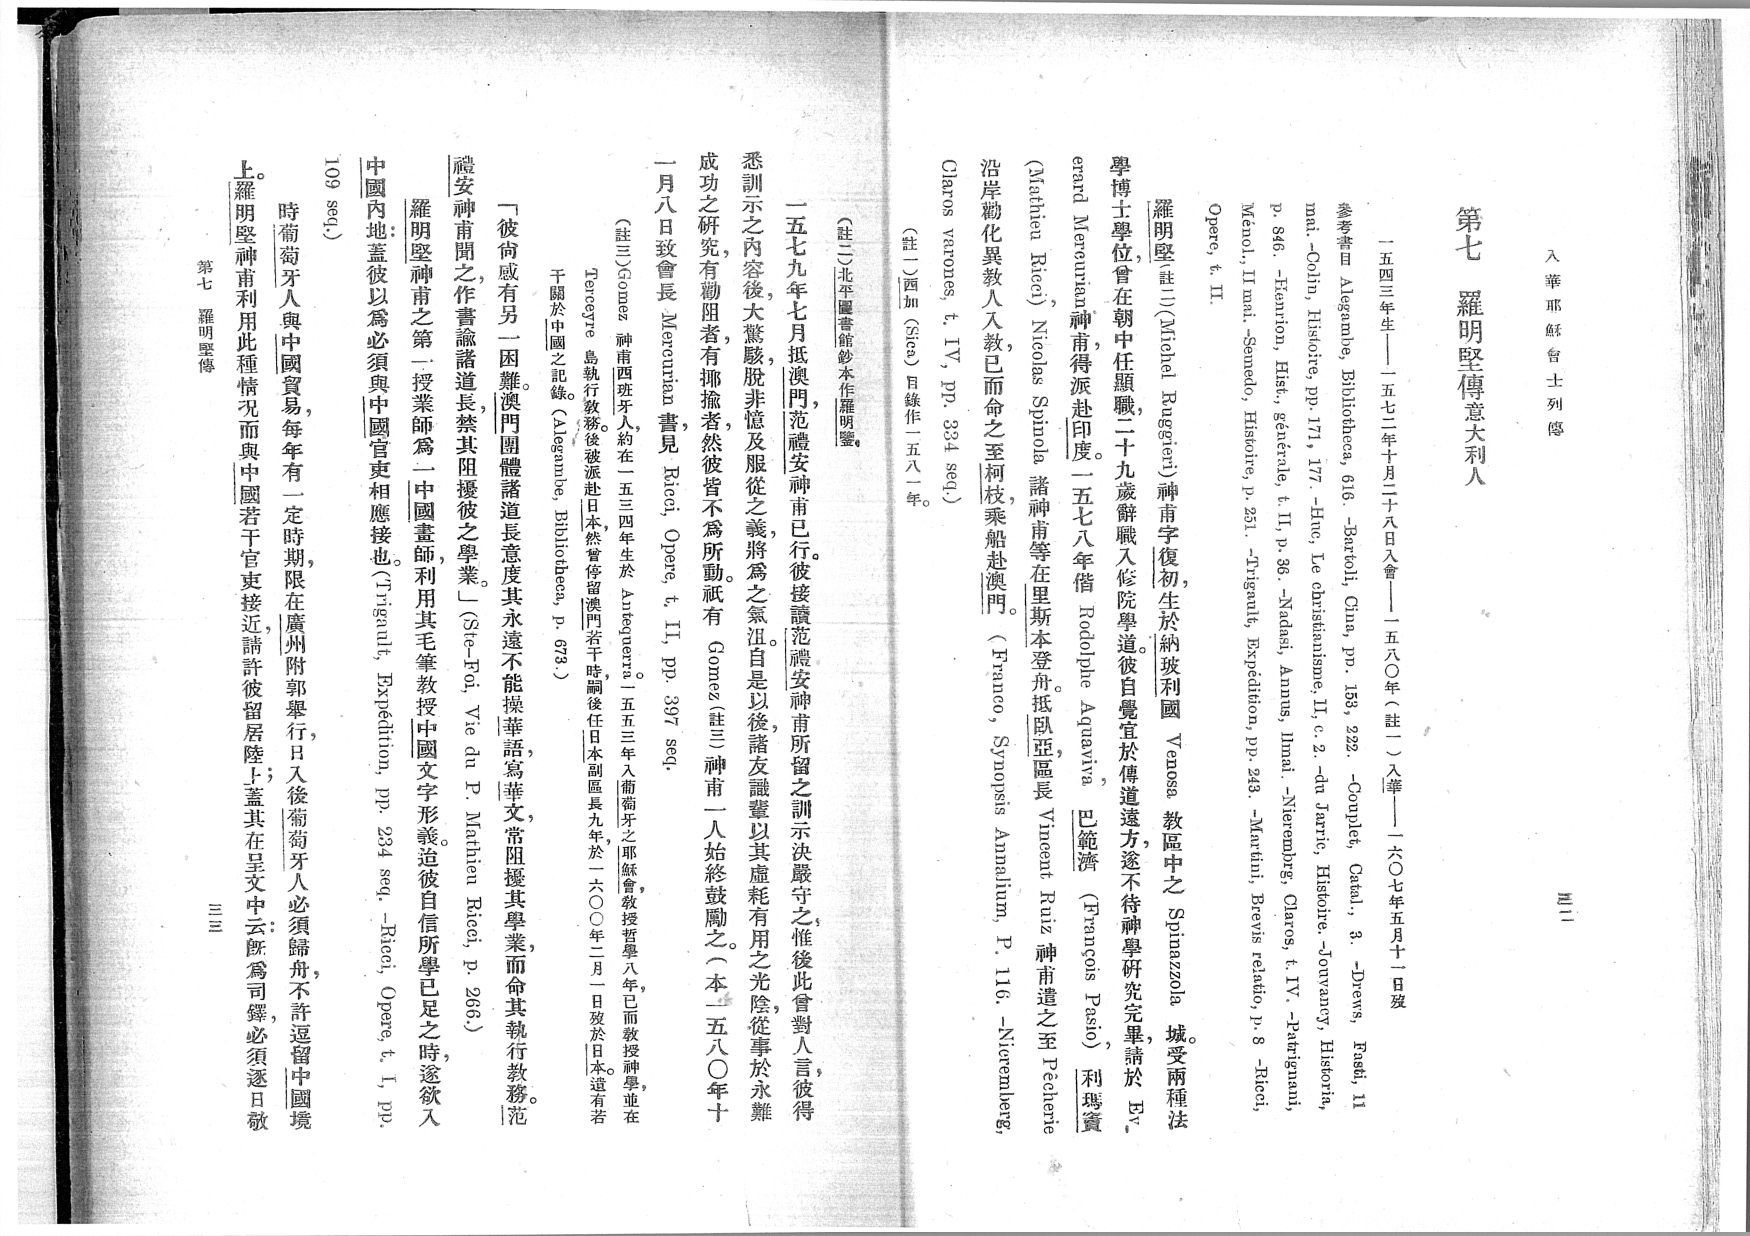 入華耶穌會士列傳
三二
第七　羅明堅傳意大利人
一五四三年生——一五七二年十月二十八日入會——一五八〇年(註一)入華——一六〇七年五月十一日歿
參考書目 Alegambe, Bibliotheca, 616. –Bartoli, Cina, pp. 153, 222. –Couplet, Catal., 3. –Drews, Fasti, 11
mai. –Colin, Histoire, pp. 171, 177. –Huc, Le christianisme, II, c. 2. –du Jarric, Histoire. –Jouvancy, Historia,
p. 846. –Henrion, Hist., générale, t. II, p. 36. –Nadasi, Annus, IImai. –Nierembrg, Claros, t. IV. –Patrignani,
Ménol., II mai. –Semedo, Histoire, p. 251. –Trigault, Expédition, pp. 243. –Martini, Brevis relatio, p. 8 –Ricci,
Opere, t. II.
羅明堅(註二)(Michel Ruggieri)神甫字復初，生於納玻利國 Venosa 教區中之 Spinazzola 城。受兩種法
學博士學位，曾在朝中任顯職，二十九歲辭職入修院學道。彼自覺宜於傳道遠方，遂不待神學研究完畢，請於 Ev‐
erard Mercurian神甫，得派赴印度。一五七八年偕 Rodolphe Aquaviva，巴範濟 (François Pasio)，利瑪竇
(Mathieu Ricci)，Nicolas Spinola 諸神甫等在里斯本登舟。抵臥亞，區長 Vincent Ruiz 神甫遣之至 Pêcherie
沿岸勸化異教人入教，已而命之至柯枝，乘船赴澳門。(Franco, Synopsis Annalium, P. 116. –Nieremberg,
Claros varones, t. IV, pp. 334 seq.)
(註一)西加 (Sica) 目錄作一五八一年。
(註二)北平圖書館鈔本作羅明鑒。
一五七九年七月抵澳門，范禮安神甫已行。彼接讀范禮安神甫所留之訓示決嚴守之，惟後此曾對人言，彼得
悉訓示之內容後，大驚駭，脫非憶及服從之義，將爲之氣沮。自是以後，諸友識輩以其虛耗有用之光陰，從事於永難
成功之研究，有勸阻者，有揶揄者，然彼皆不爲所動。祇有 Gomez(註三)神甫一人始終鼓勵之。(本一五八〇年十
一月八日致會長 Mercurian 書，見 Ricci, Opere, t. II, pp. 397 seq.
(註三)Gomez 神甫西班牙人，約在一五三四年生於 Antequerra。一五五三年入葡萄牙之耶穌會，教授哲學八年，已而教授神學，並在
Terceyre 島執行教務。後被派赴日本，然曾停留澳門若干時，嗣後任日本副區長九年，於一六〇〇年二月一日歿於日本。遺有若
干關於中國之記錄。(Alegambe, Bibliotheca, p. 673.)
「彼尙感有另一困難。澳門團體諸道長意度其永遠不能操華語，寫華文，常阻擾其學業，而命其執行教務。范
禮安神甫聞之，作書諭諸道長，禁其阻擾彼之學業。」(Ste–Foi, Vie du P. Mathieu Ricci, p. 266.)
羅明堅神甫之第一授業師爲一中國畫師，利用其毛筆教授中國文字形義。迨彼自信所學已足之時，遂欲入
中國內地：蓋彼以爲必須與中國官吏相應接也。(Trigault, Expédition, pp. 234 seq. –Ricci, Opere, t. I, pp.
109 seq.)
時葡萄牙人與中國貿易，每年有一定時期，限在廣州附郭舉行，日入後葡萄牙人必須歸舟，不許逗留中國境
上。羅明堅神甫利用此種情況而與中國若干官吏接近，請許彼留居陸上；蓋其在呈文中云：旣爲司鐸，必須逐日敬
第七　羅明堅傳
三三